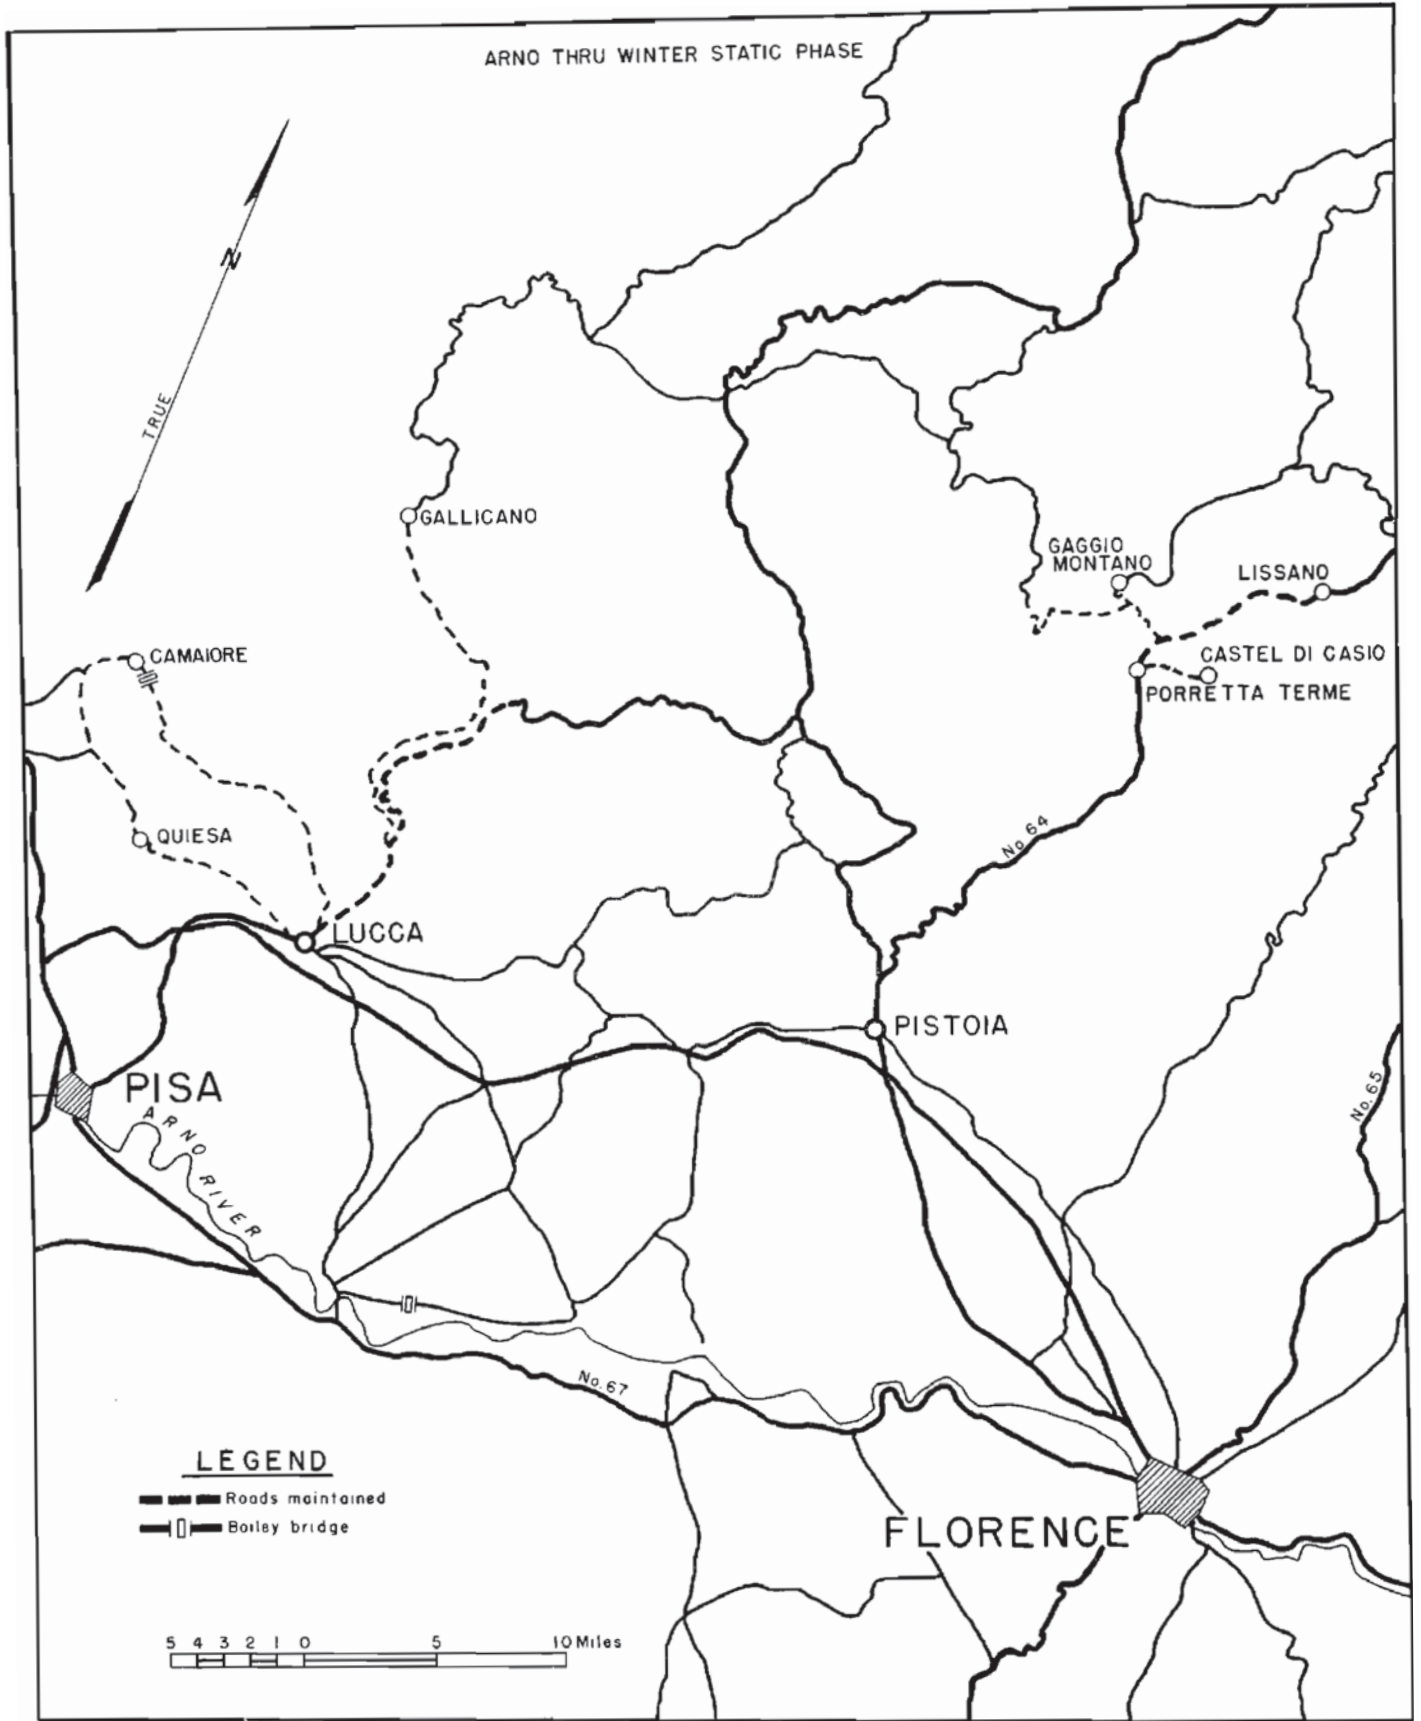 ARNO THRU WINTER STATIC PHASE
N
TRUE
GALLICANO
GAGGIO
MONTANO
LISSANO
CAMAIORE
CASTEL DI CASIO
PORRETTA TERME
QUIESA
No. 64
LUCCA
PISTOIA
PISA
No. 65
ARNO RIVER
No. 67
LEGEND
Roads maintained
Bailey bridge
FLORENCE
5 4 3 2 1 0 5 10 Miles